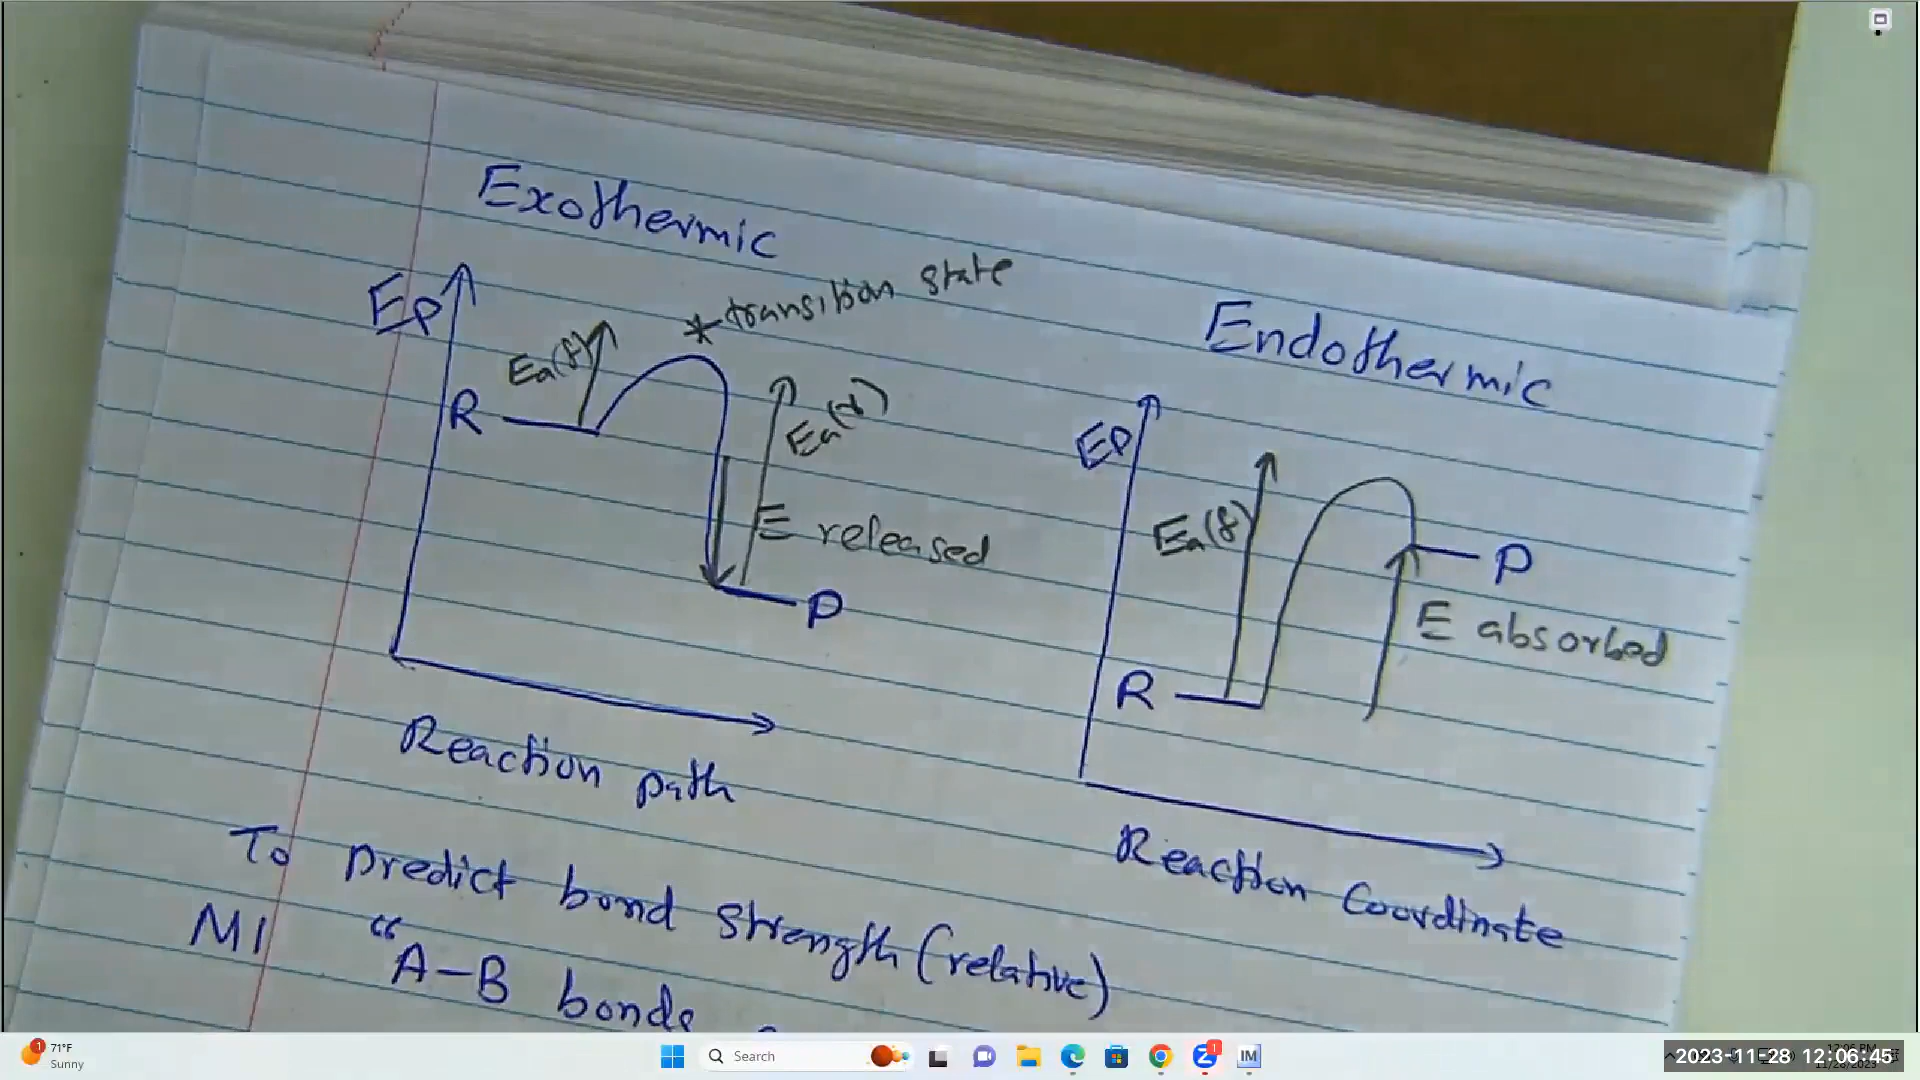 Exothermic
Ep
Ea(f)
* transition state
R
Ea(r)
E released
P
Reaction path
Endothermic
Ep
Ea(f)
P
E absorbed
R
Reaction Coordinate
To predict bond strength (relative)
M1 "A-B bonds
71°F
Sunny
Search
IM
2023-11-28 12:06:45